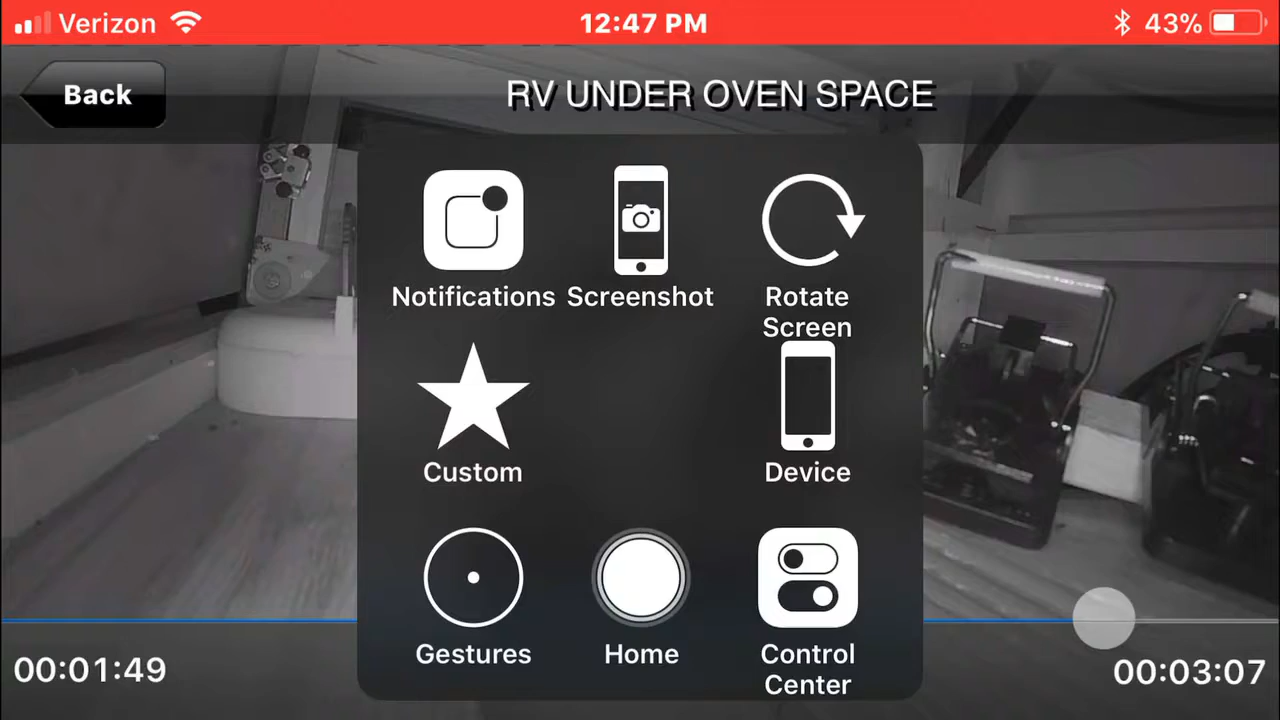 Verizon 12:47 PM 43%
Back RV UNDER OVEN SPACE
Notifications Screenshot Rotate
Screen
Custom Device
Gestures Home Control
Center
00:01:49 00:03:07